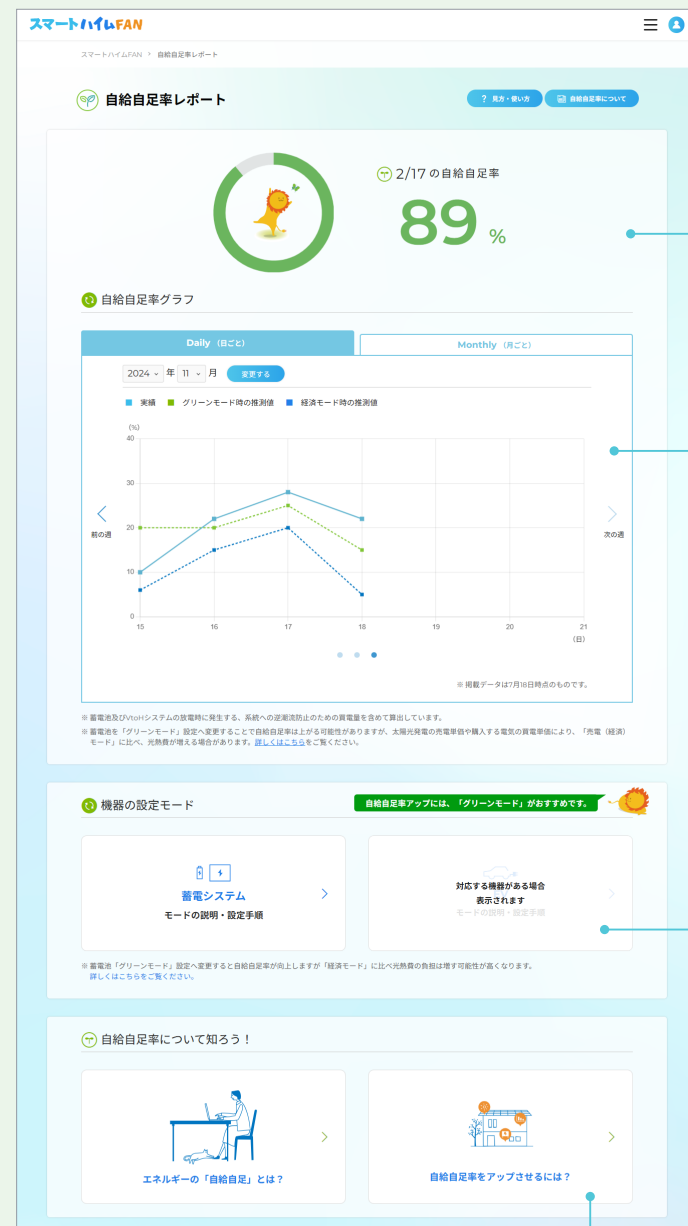 スマートハイムFAN
スマートハイムFAN > 自給自足率レポート
自給自足率レポート
? 見方・使い方
自給自足率について
2/17の自給自足率
89 %
自給自足率グラフ
Daily (日ごと)
Monthly (月ごと)
2024 年 11 月 変更する
実績 グリーンモード時の推測値 経済モード時の推測値
(%)
40
30
20
10
0
15 16 17 18 19 20 21
(日)
前の週
次の週
※ 掲載データは7月18日時点のものです。
※ 蓄電池及びVtoHシステムの放電時に発生する、系統への逆潮流防止のための買電量を含めて算出しています。
※ 蓄電池を「グリーンモード」設定へ変更することで自給自足率は上がる可能性がありますが、太陽光発電の売電単価や購入する電気の買電単価により、「売電（経済）
モード」に比べ、光熱費が増える場合があります。詳しくはこちらをご覧ください。
機器の設定モード
自給自足率アップには、「グリーンモード」がおすすめです。
蓄電システム
モードの説明・設定手順
対応する機器がある場合
表示されます
モードの説明・設定手順
※ 蓄電池「グリーンモード」設定へ変更すると自給自足率が向上しますが「経済モード」に比べ光熱費の負担は増す可能性が高くなります。
詳しくはこちらをご覧ください。
自給自足率について知ろう！
エネルギーの「自給自足」とは？
自給自足率をアップさせるには？